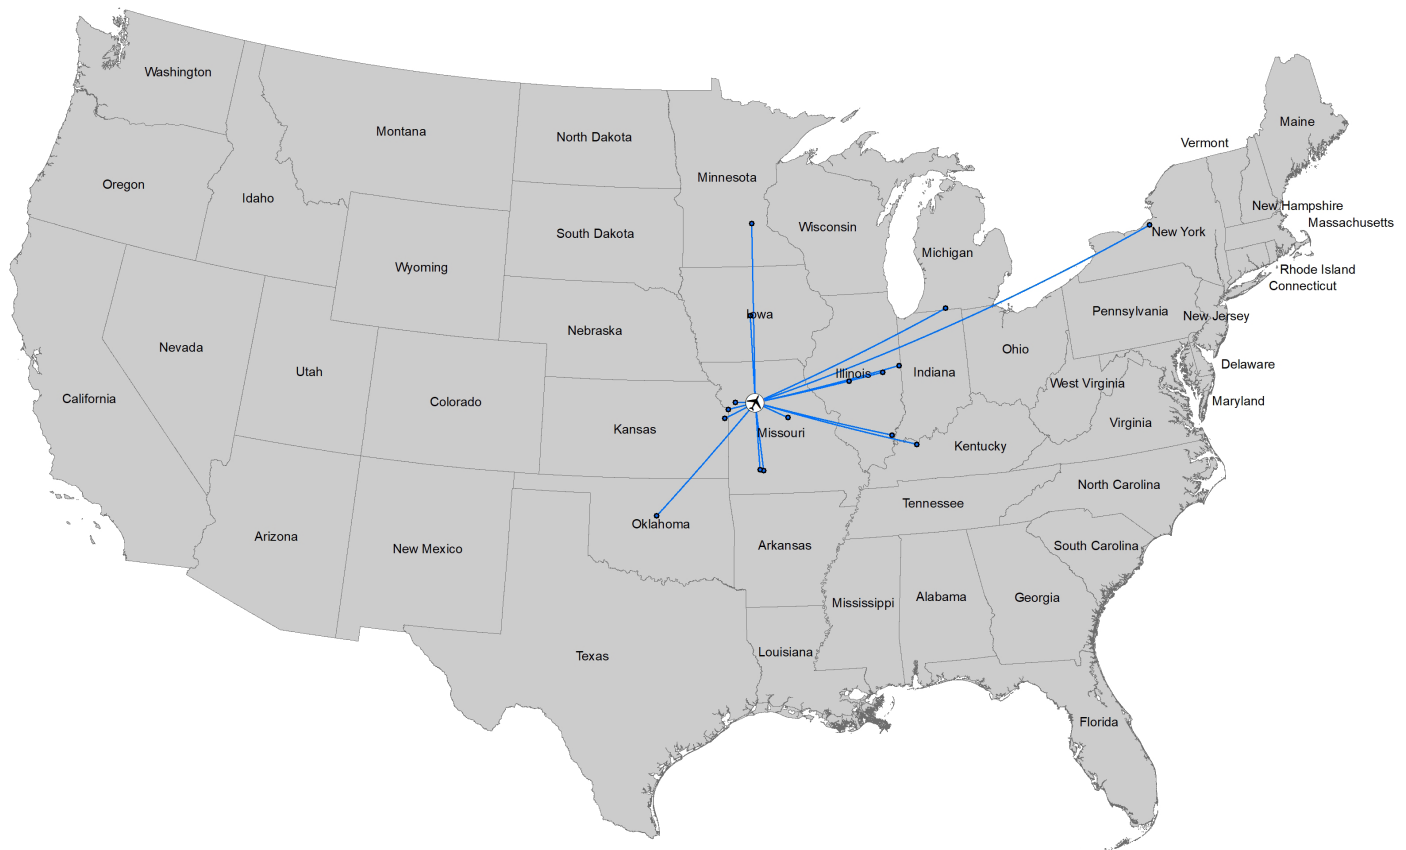 Washington
Maine
Montana
North Dakota
Vermont
Minnesota
Oregon
Idaho
New Hampshire
Massachusetts
Wisconsin
New York
South Dakota
Michigan
Wyoming
Rhode Island
Connecticut
Pennsylvania
Iowa
New Jersey
Nebraska
Nevada
Ohio
Delaware
Utah
Illinois
Indiana
West Virginia
California
Colorado
Maryland
Virginia
Kansas
Missouri
Kentucky
North Carolina
Tennessee
Oklahoma
Arizona
Arkansas
South Carolina
New Mexico
Alabama
Georgia
Mississippi
Louisiana
Texas
Florida